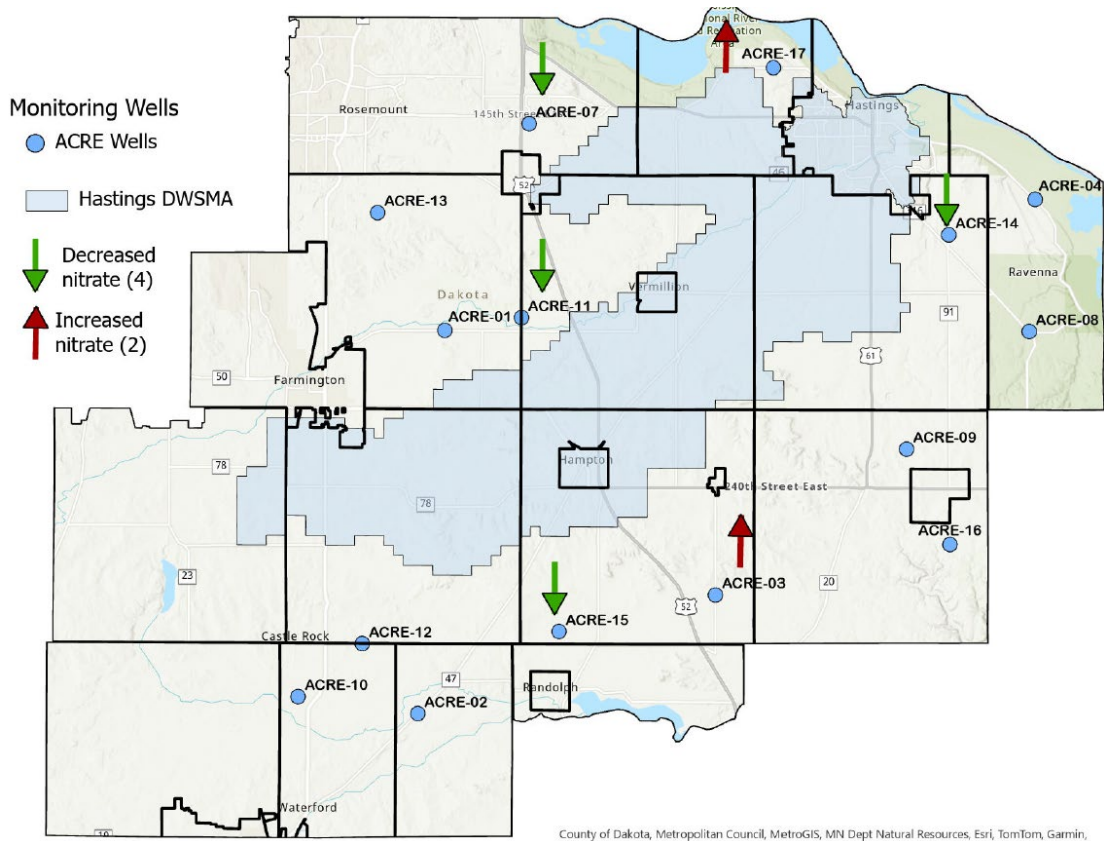 Monitoring Wells
ACRE Wells
Hastings DWSMA
Decreased
nitrate (4)
Increased
nitrate (2)
onal River
d Recreation
Area
ACRE-17
Rosemount
145th Street
ACRE-07
Hastings
52
46
ACRE-04
ACRE-13
ACRE-14
Ravenna
Dakota
Vermillion
ACRE-11
ACRE-01
91
ACRE-08
61
50
Farmington
ACRE-09
78
Hampton
240th Street East
78
ACRE-16
23
ACRE-03
20
52
ACRE-15
Castle Rock
ACRE-12
ACRE-10
47
ACRE-02
Randolph
Waterford
County of Dakota, Metropolitan Council, MetroGIS, MN Dept Natural Resources, Esri, TomTom, Garmin,